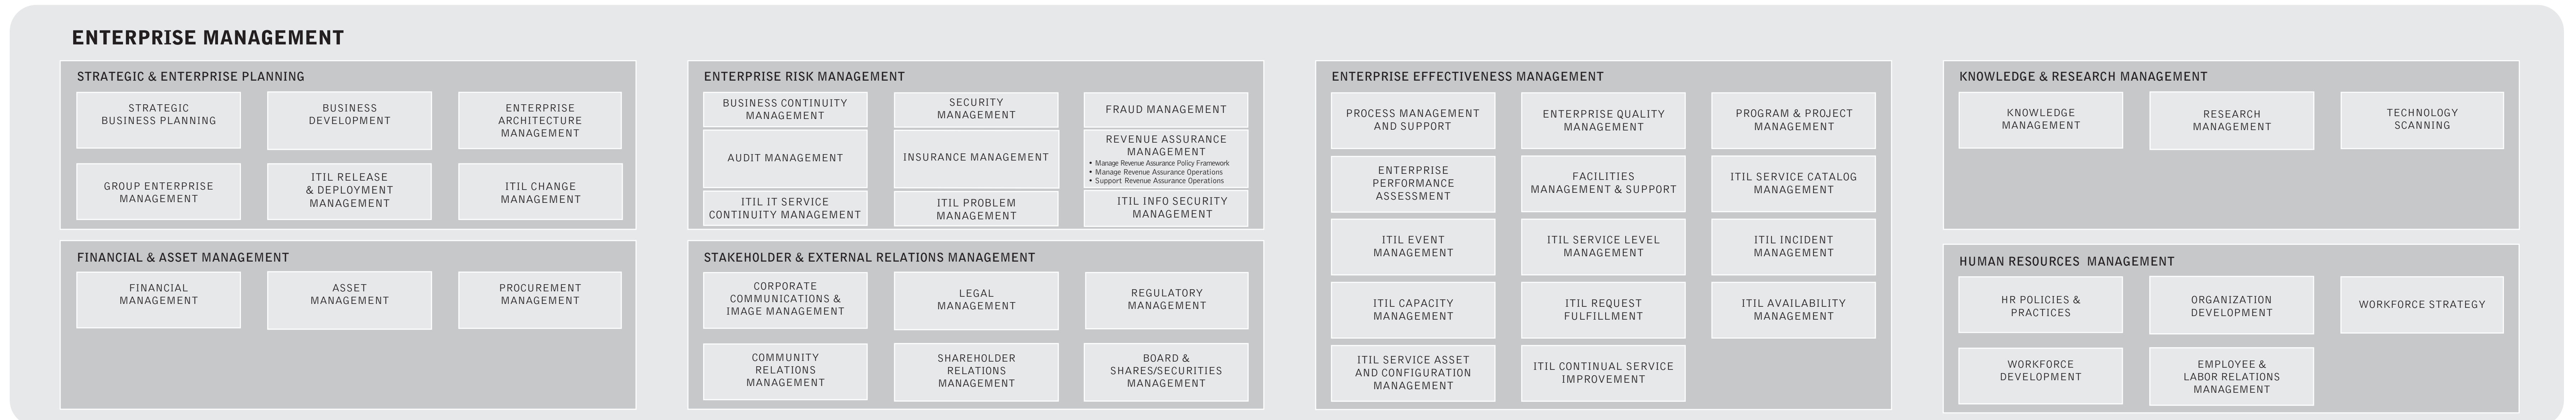 ENTERPRISE MANAGEMENT
STRATEGIC & ENTERPRISE PLANNING
STRATEGIC
BUSINESS PLANNING
BUSINESS
DEVELOPMENT
ENTERPRISE
ARCHITECTURE
MANAGEMENT
GROUP ENTERPRISE
MANAGEMENT
ITIL RELEASE
& DEPLOYMENT
MANAGEMENT
ITIL CHANGE
MANAGEMENT
FINANCIAL & ASSET MANAGEMENT
FINANCIAL
MANAGEMENT
ASSET
MANAGEMENT
PROCUREMENT
MANAGEMENT
ENTERPRISE RISK MANAGEMENT
BUSINESS CONTINUITY
MANAGEMENT
SECURITY
MANAGEMENT
FRAUD MANAGEMENT
AUDIT MANAGEMENT
INSURANCE MANAGEMENT
REVENUE ASSURANCE
MANAGEMENT
• Manage Revenue Assurance Policy Framework
• Manage Revenue Assurance Operations
• Support Revenue Assurance Operations
ITIL IT SERVICE
CONTINUITY MANAGEMENT
ITIL PROBLEM
MANAGEMENT
ITIL INFO SECURITY
MANAGEMENT
STAKEHOLDER & EXTERNAL RELATIONS MANAGEMENT
CORPORATE
COMMUNICATIONS &
IMAGE MANAGEMENT
LEGAL
MANAGEMENT
REGULATORY
MANAGEMENT
COMMUNITY
RELATIONS
MANAGEMENT
SHAREHOLDER
RELATIONS
MANAGEMENT
BOARD &
SHARES/SECURITIES
MANAGEMENT
ENTERPRISE EFFECTIVENESS MANAGEMENT
PROCESS MANAGEMENT
AND SUPPORT
ENTERPRISE QUALITY
MANAGEMENT
PROGRAM & PROJECT
MANAGEMENT
ENTERPRISE
PERFORMANCE
ASSESSMENT
FACILITIES
MANAGEMENT & SUPPORT
ITIL SERVICE CATALOG
MANAGEMENT
ITIL EVENT
MANAGEMENT
ITIL SERVICE LEVEL
MANAGEMENT
ITIL INCIDENT
MANAGEMENT
ITIL CAPACITY
MANAGEMENT
ITIL REQUEST
FULFILLMENT
ITIL AVAILABILITY
MANAGEMENT
ITIL SERVICE ASSET
AND CONFIGURATION
MANAGEMENT
ITIL CONTINUAL SERVICE
IMPROVEMENT
KNOWLEDGE & RESEARCH MANAGEMENT
KNOWLEDGE
MANAGEMENT
RESEARCH
MANAGEMENT
TECHNOLOGY
SCANNING
HUMAN RESOURCES MANAGEMENT
HR POLICIES &
PRACTICES
ORGANIZATION
DEVELOPMENT
WORKFORCE STRATEGY
WORKFORCE
DEVELOPMENT
EMPLOYEE &
LABOR RELATIONS
MANAGEMENT